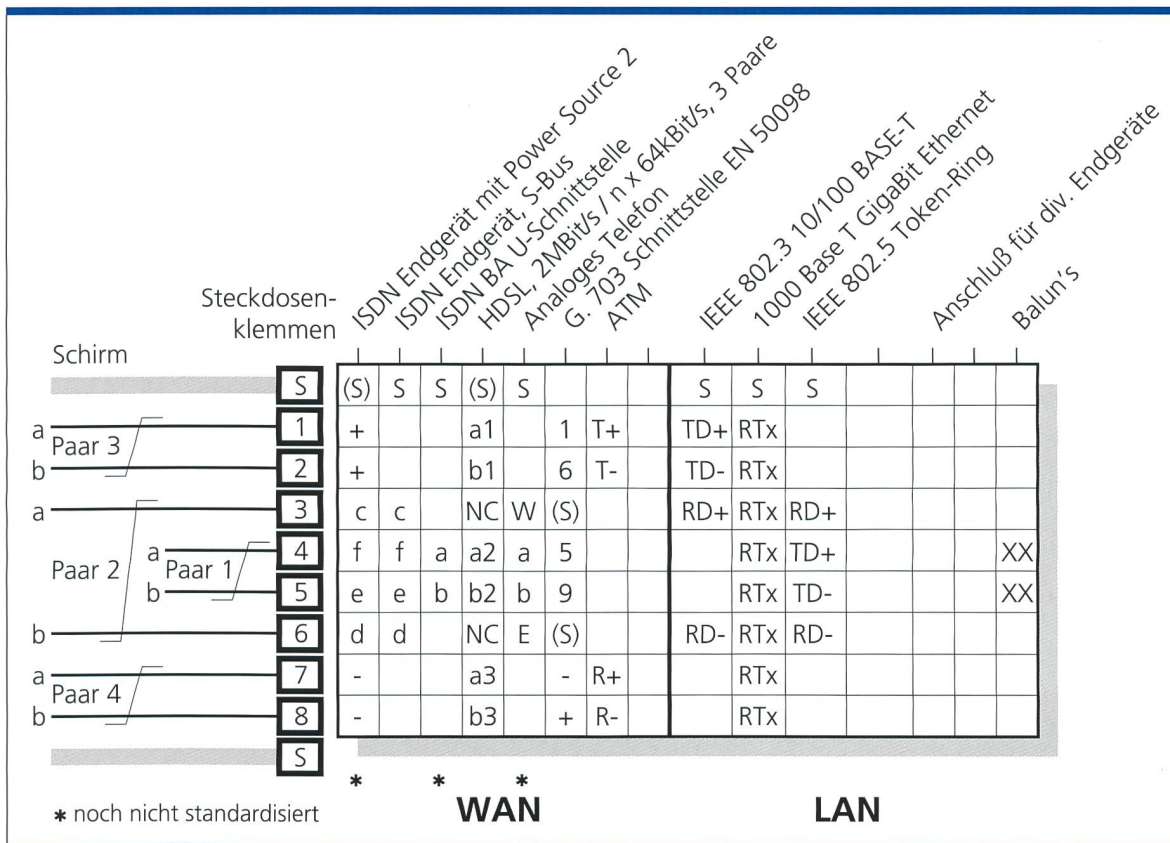 ISDN Endgerät mit Power Source 2
ISDN Endgerät, S-Bus
ISDN BA U-Schnittstelle
HDSL, 2MBit/s / n x 64kBit/s, 3 Paare
Analoges Telefon
G. 703 Schnittstelle EN 50098
ATM
IEEE 802.3 10/100 BASE-T
1000 Base T GigaBit Ethernet
IEEE 802.5 Token-Ring
Anschluß für div. Endgeräte
Balun's
Steckdosen-
klemmen
Schirm
S (S) S S (S) S S S S
a 1 + a1 1 T+ TD+ RTx
Paar 3
b 2 + b1 6 T- TD- RTx
a 3 c c NC W (S) RD+ RTx RD+
a 4 f f a a2 a 5 RTx TD+ XX
Paar 2 Paar 1
b 5 e e b b2 b 9 RTx TD- XX
b 6 d d NC E (S) RD- RTx RD-
a 7 - a3 - R+ RTx
Paar 4
b 8 - b3 + R- RTx
S
* * *
* noch nicht standardisiert
WAN
LAN